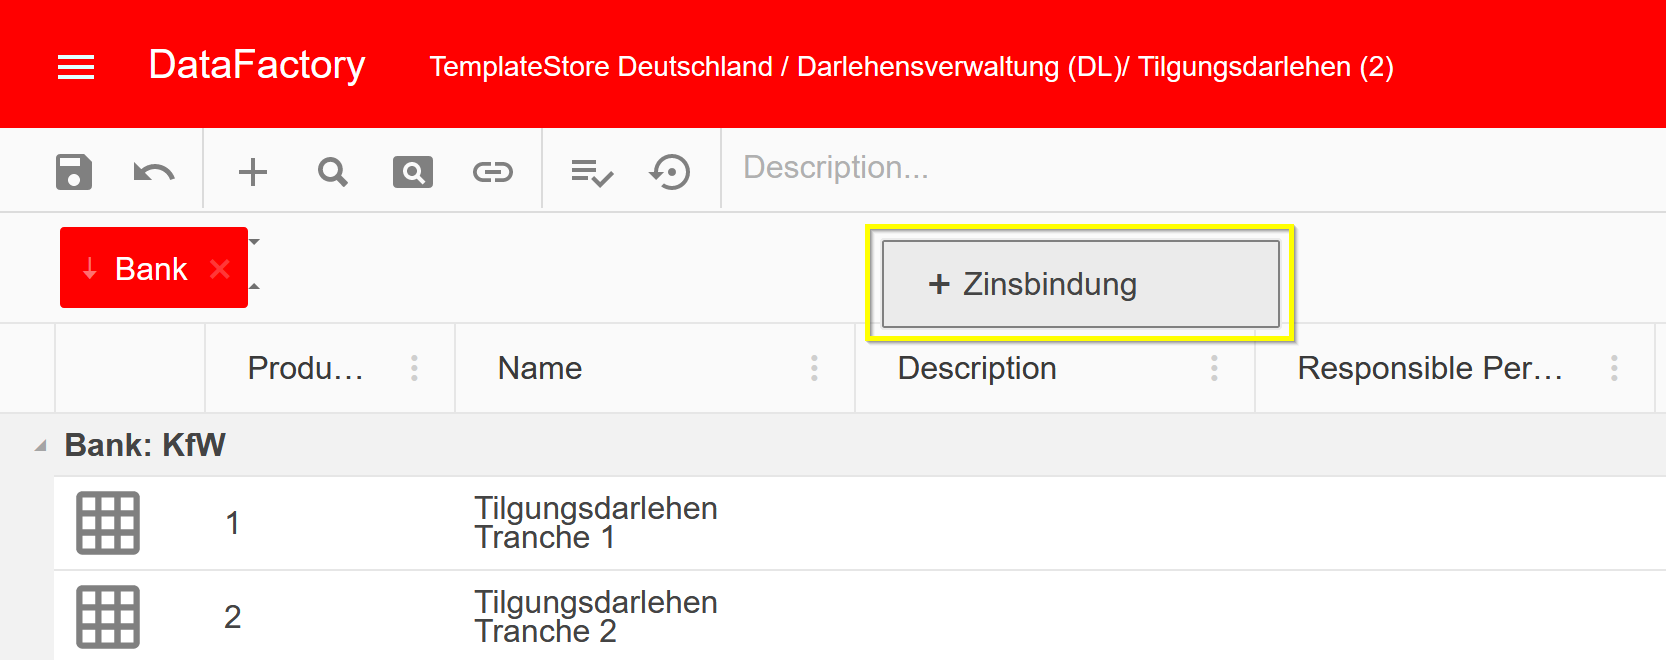 DataFactory
TemplateStore Deutschland / Darlehensverwaltung (DL)/ Tilgungsdarlehen (2)
Description...
Bank
+ Zinsbindung
Produ…
Name
Description
Responsible Per…
Bank: KfW
1
Tilgungsdarlehen
Tranche 1
2
Tilgungsdarlehen
Tranche 2